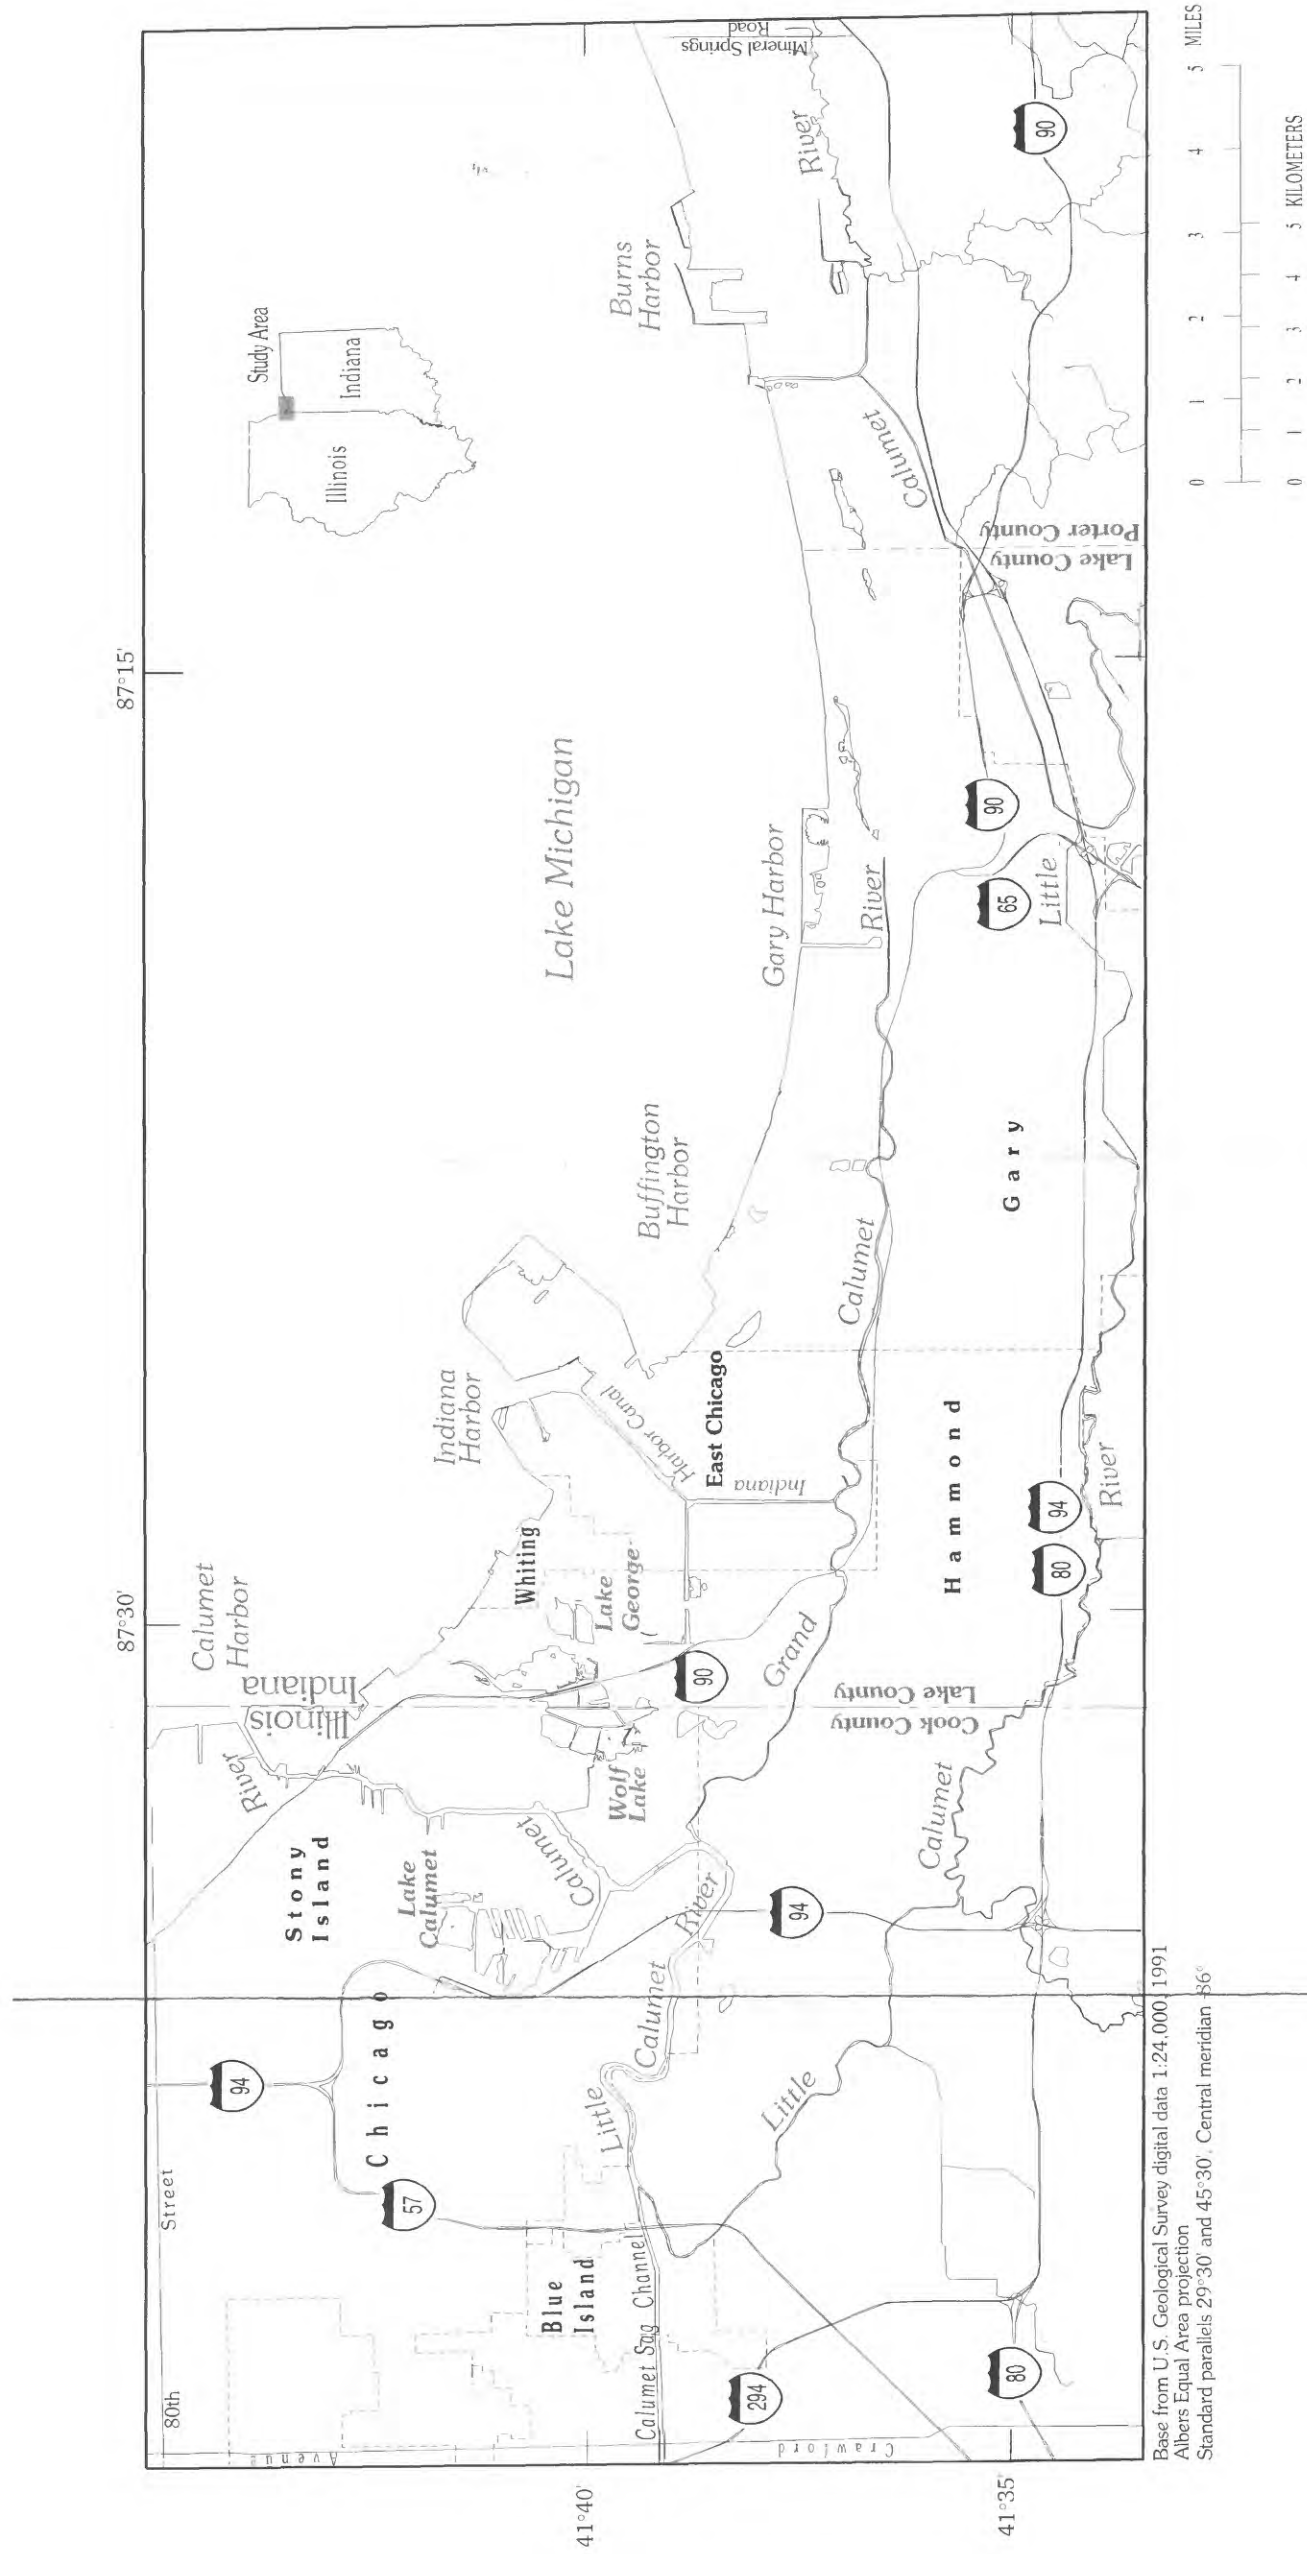 87°30'
87°15'
41°40'
41°35'
80th
Street
Avenue
Crawford
Chicago
Stony
Island
Blue
Island
Calumet Sag Channel
Little
Calumet
River
Little
Calumet
River
Little
Lake
Calumet
Calumet
River
Wolf
Lake
Lake
George
Illinois
Indiana
Cook County
Lake County
Calumet
Harbor
Whiting
Indiana
Harbor
Indiana
Harbor Canal
East Chicago
Grand
Calumet
River
Hammond
Gary
Buffington
Harbor
Gary Harbor
Lake Michigan
Burns
Harbor
Calumet
River
Lake County
Porter County
Mineral Springs
Road
94
57
294
80
94
90
80
94
65
90
90
Study Area
Illinois
Indiana
Base from U.S. Geological Survey digital data 1:24,000, 1991
Albers Equal Area projection
Standard parallels 29°30' and 45°30', Central meridian -86°
0 1 2 3 4 5 MILES
0 1 2 3 4 5 KILOMETERS